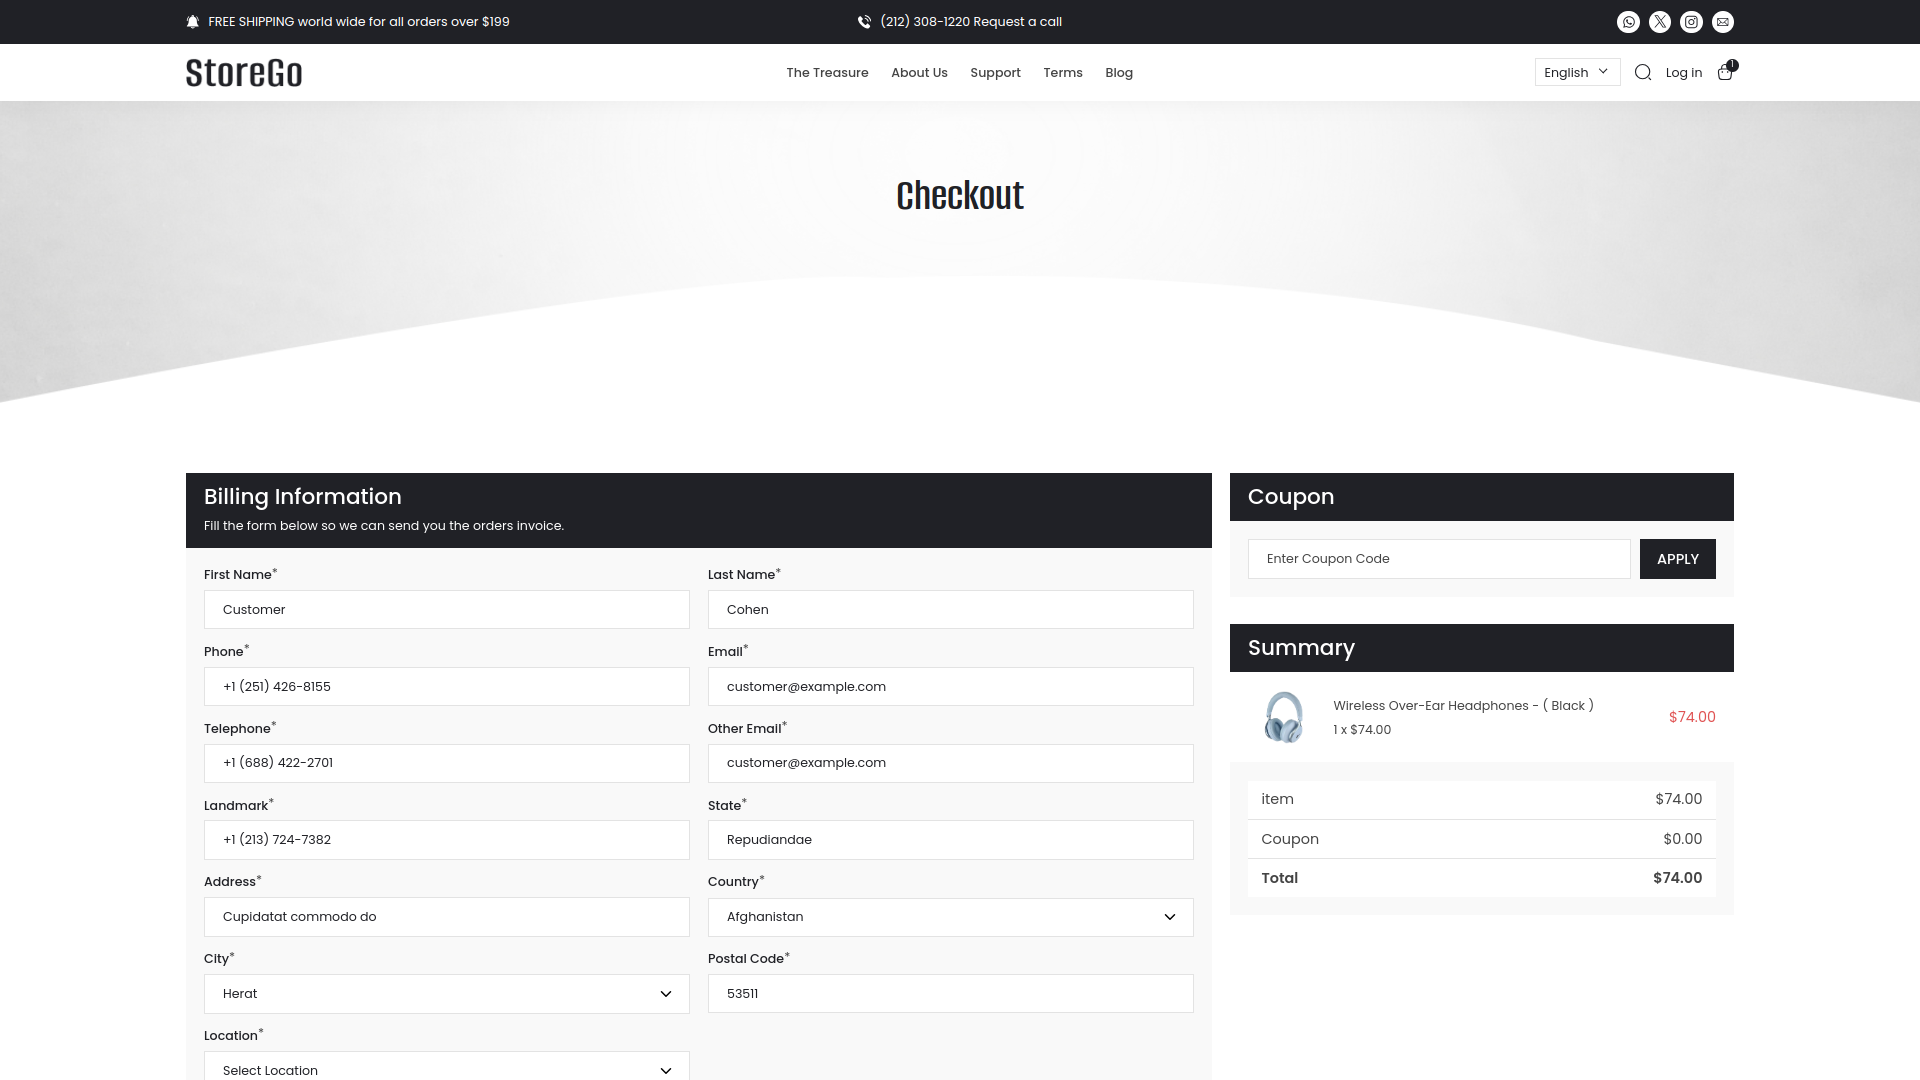 FREE SHIPPING world wide for all orders over $199
(212) 308-1220 Request a call
StoreGo
The Treasure
About Us
Support
Terms
Blog
English
Log in
1
Checkout
Billing Information
Fill the form below so we can send you the orders invoice.
First Name*
Customer
Last Name*
Cohen
Phone*
+1 (251) 426-8155
Email*
customer@example.com
Telephone*
+1 (688) 422-2701
Other Email*
customer@example.com
Landmark*
+1 (213) 724-7382
State*
Repudiandae
Address*
Cupidatat commodo do
Country*
Afghanistan
City*
Herat
Postal Code*
53511
Location*
Select Location
Coupon
Enter Coupon Code
APPLY
Summary
Wireless Over-Ear Headphones - ( Black )
1 x $74.00
$74.00
item $74.00
Coupon $0.00
Total $74.00